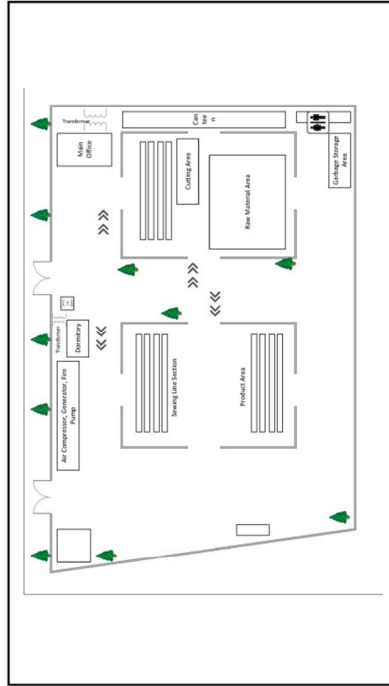 Transformer
Main
Office
Can
tee
n
Cutting Area
Raw Material Area
Garbage Storage
Area
Transformer
Dormitory
Air Compressor, Generator, Fire
Pump
Sewing Line Section
Product Area